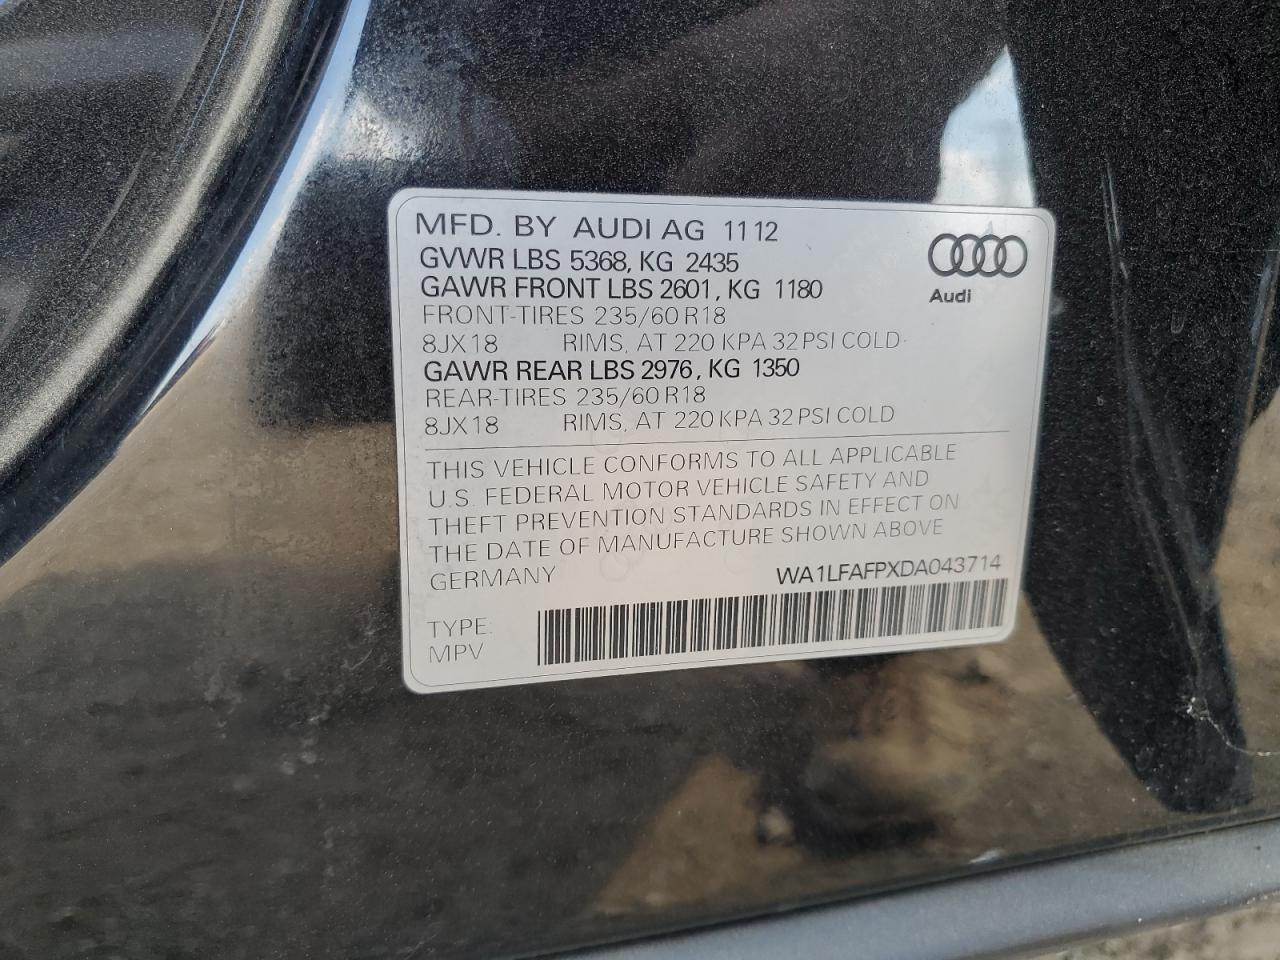 MFD. BY AUDI AG 11 12
GVWR LBS 5368, KG 2435
GAWR FRONT LBS 2601, KG 1180
FRONT-TIRES 235/60 R18
8JX18 RIMS, AT 220 KPA 32 PSI COLD
GAWR REAR LBS 2976, KG 1350
REAR-TIRES 235/60 R18
8JX18 RIMS, AT 220 KPA 32 PSI COLD
Audi
THIS VEHICLE CONFORMS TO ALL APPLICABLE
U.S. FEDERAL MOTOR VEHICLE SAFETY AND
THEFT PREVENTION STANDARDS IN EFFECT ON
THE DATE OF MANUFACTURE SHOWN ABOVE
GERMANY WA1LFAFPXDA043714
TYPE:
MPV